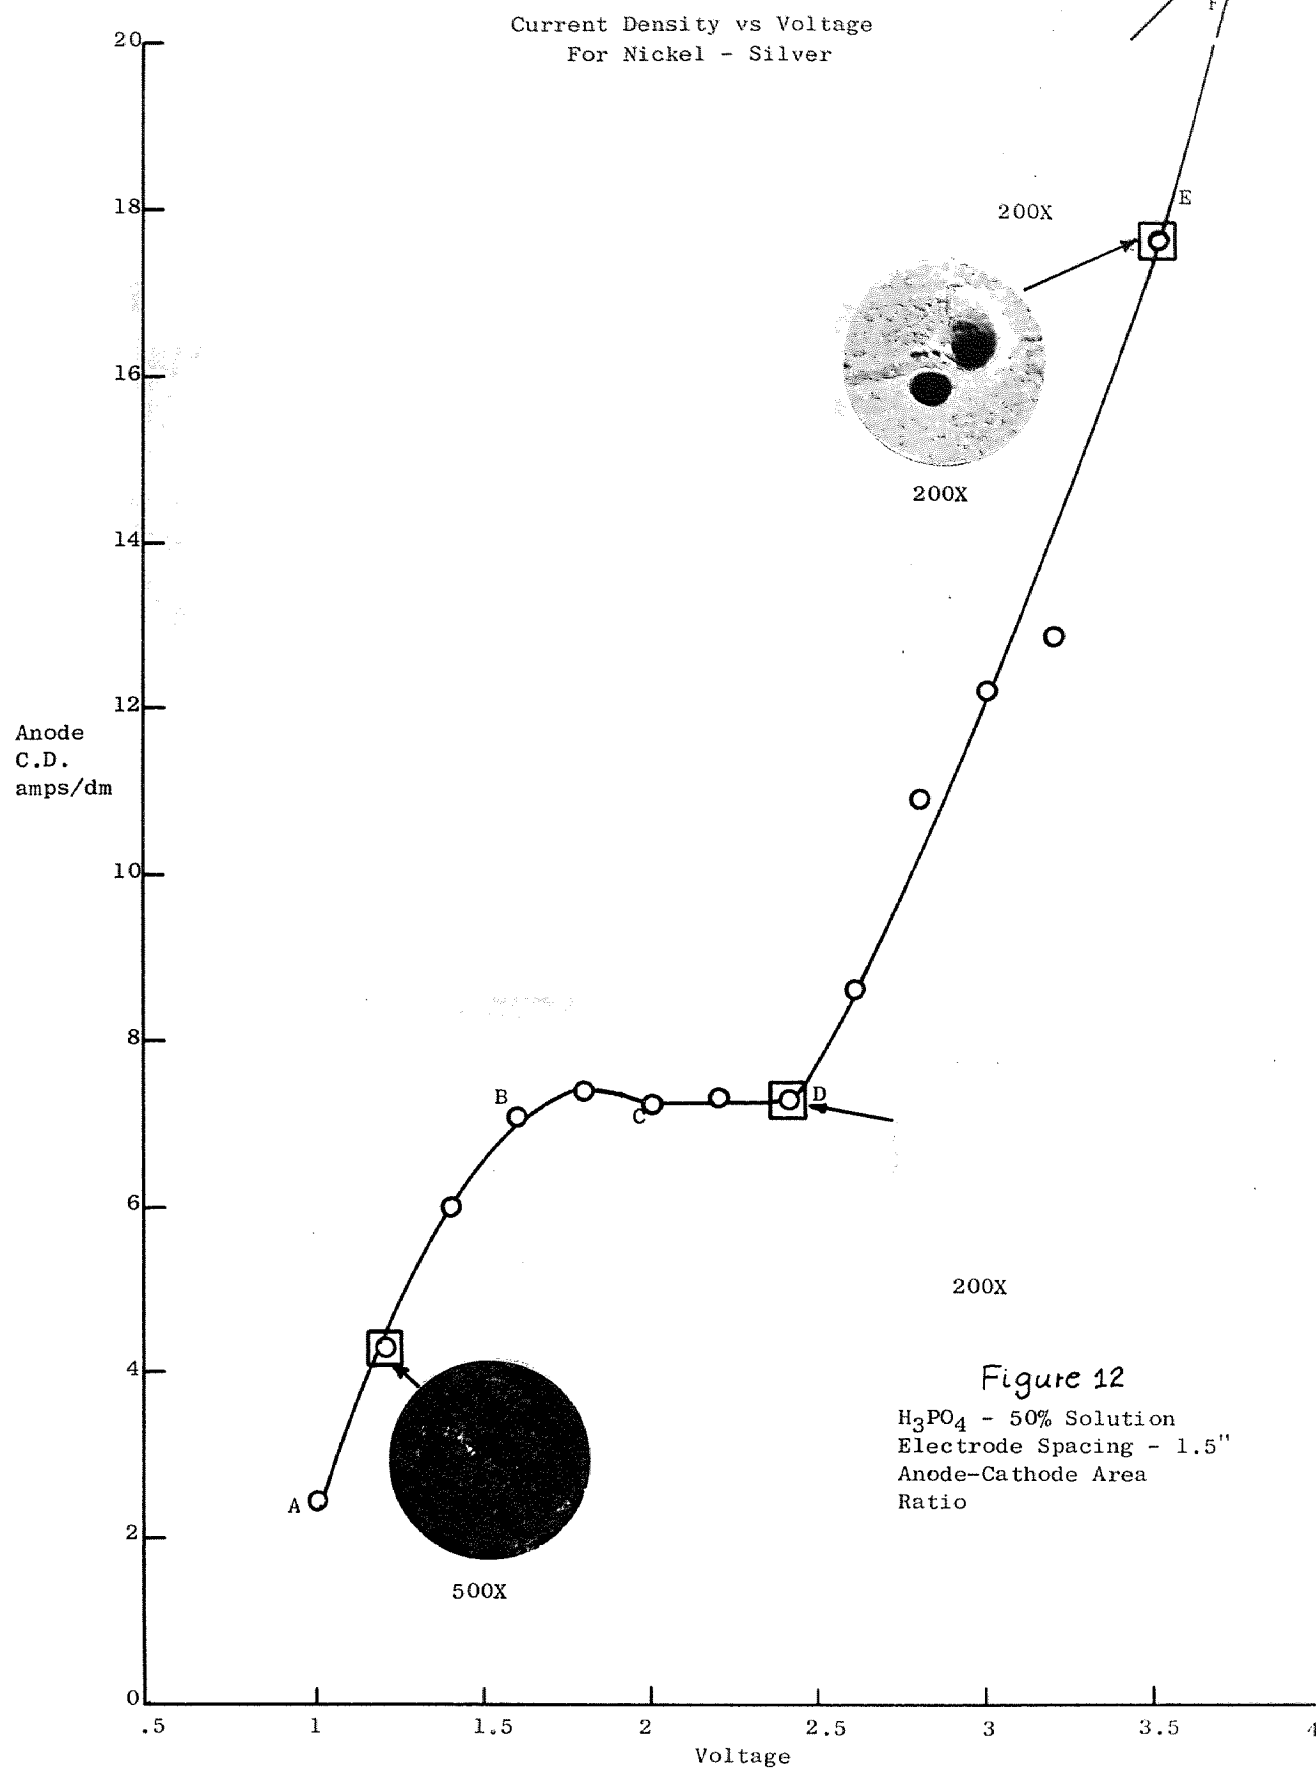 Current Density vs Voltage
For Nickel - Silver
F
20
18
16
14
12
10
8
6
4
2
0
Anode
C.D.
amps/dm
E
200X
200X
B
C
D
A
500X
200X
Figure 12
H₃PO₄ - 50% Solution
Electrode Spacing - 1.5"
Anode-Cathode Area
Ratio
.5 1 1.5 2 2.5 3 3.5 4
Voltage